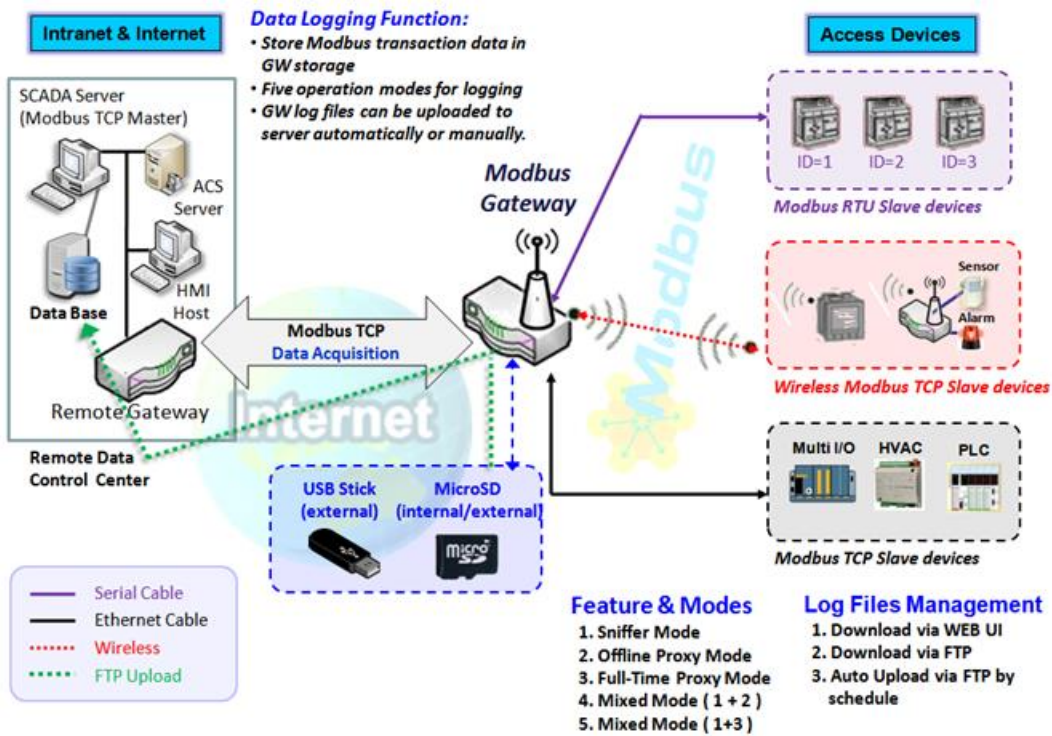 Intranet & Internet
SCADA Server
(Modbus TCP Master)
ACS
Server
HMI
Host
Data Base
Remote Gateway
Remote Data
Control Center
Data Logging Function:
• Store Modbus transaction data in
GW storage
• Five operation modes for logging
• GW log files can be uploaded to
server automatically or manually.
Modbus
Gateway
Modbus TCP
Data Acquisition
Internet
Modbus
USB Stick
(external)
MicroSD
(internal/external)
micro
SD
Access Devices
ID=1
ID=2
ID=3
Modbus RTU Slave devices
Sensor
Alarm
Wireless Modbus TCP Slave devices
Multi I/O
HVAC
PLC
Modbus TCP Slave devices
Serial Cable
Ethernet Cable
Wireless
FTP Upload
Feature & Modes
1. Sniffer Mode
2. Offline Proxy Mode
3. Full-Time Proxy Mode
4. Mixed Mode ( 1 + 2 )
5. Mixed Mode ( 1+3 )
Log Files Management
1. Download via WEB UI
2. Download via FTP
3. Auto Upload via FTP by
schedule